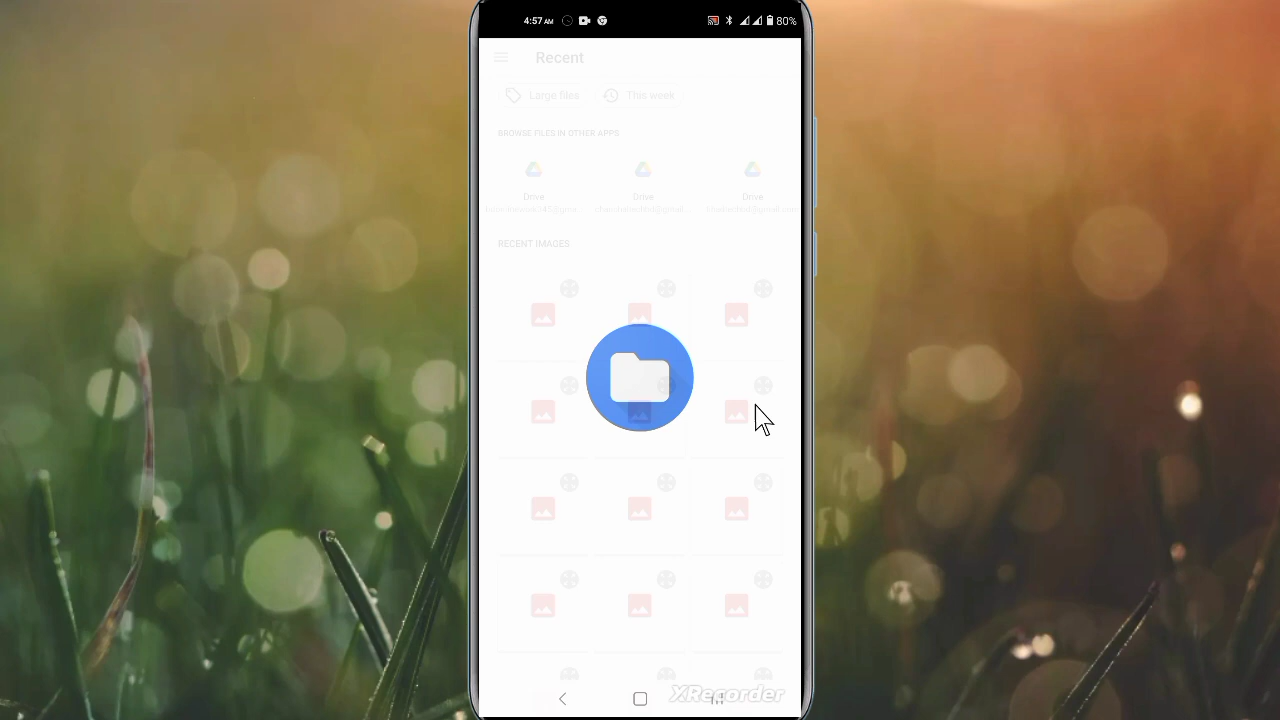 4:57 AM
80%
Recent
Large files
This week
BROWSE FILES IN OTHER APPS
Drive
Drive
Drive
RECENT IMAGES
XRecorder